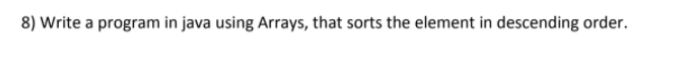 8) Write a program in java using Arrays, that sorts the element in descending order.